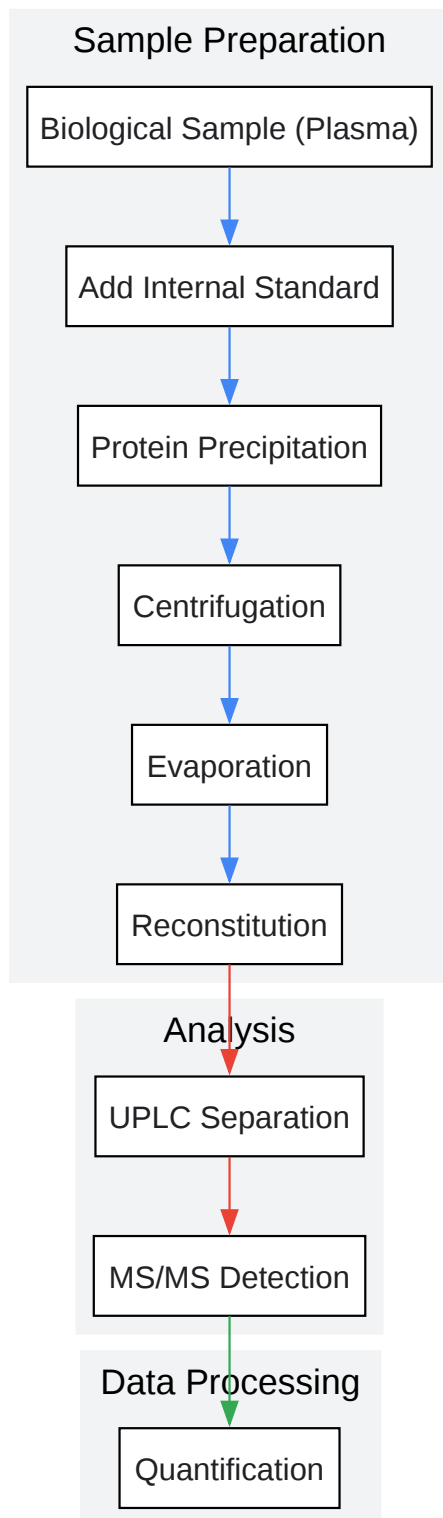 Sample Preparation
Biological Sample (Plasma)
Add Internal Standard
Protein Precipitation
Centrifugation
Evaporation
Reconstitution
Analysis
UPLC Separation
MS/MS Detection
Data Processing
Quantification